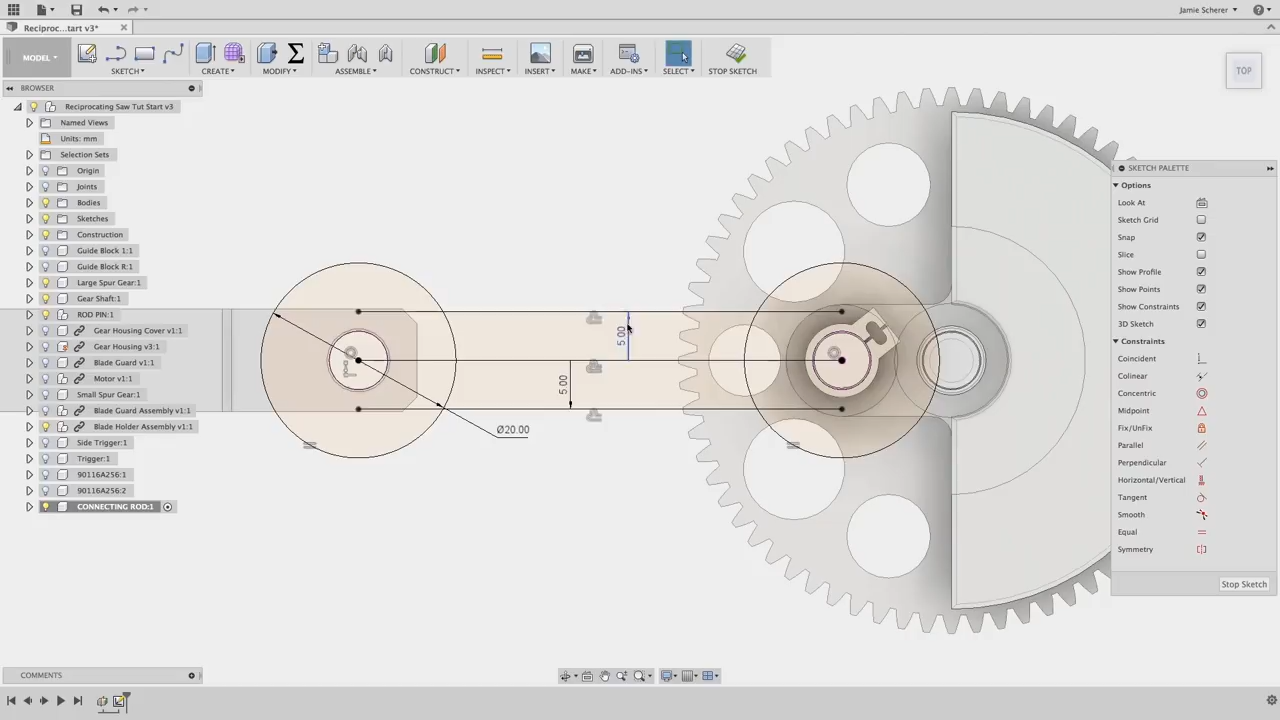 Jamie Scherer
Reciproc...tart v3*
MODEL
SKETCH
CREATE
MODIFY
ASSEMBLE
CONSTRUCT
INSPECT
INSERT
MAKE
ADD-INS
SELECT
STOP SKETCH
BROWSER
TOP
Reciprocating Saw Tut Start v3
Named Views
Units: mm
Selection Sets
Origin
Joints
Bodies
Sketches
Construction
Guide Block 1:1
Guide Block R:1
Large Spur Gear:1
Gear Shaft:1
ROD PIN:1
Gear Housing Cover v1:1
Gear Housing v3:1
Blade Guard v1:1
Motor v1:1
Small Spur Gear:1
Blade Guard Assembly v1:1
Blade Holder Assembly v1:1
Side Trigger:1
Trigger:1
90116A256:1
90116A256:2
CONNECTING ROD:1
5.00
5.00
Ø20.00
SKETCH PALETTE
Options
Look At
Sketch Grid
Snap
Slice
Show Profile
Show Points
Show Constraints
3D Sketch
Constraints
Coincident
Colinear
Concentric
Midpoint
Fix/UnFix
Parallel
Perpendicular
Horizontal/Vertical
Tangent
Smooth
Equal
Symmetry
Stop Sketch
COMMENTS